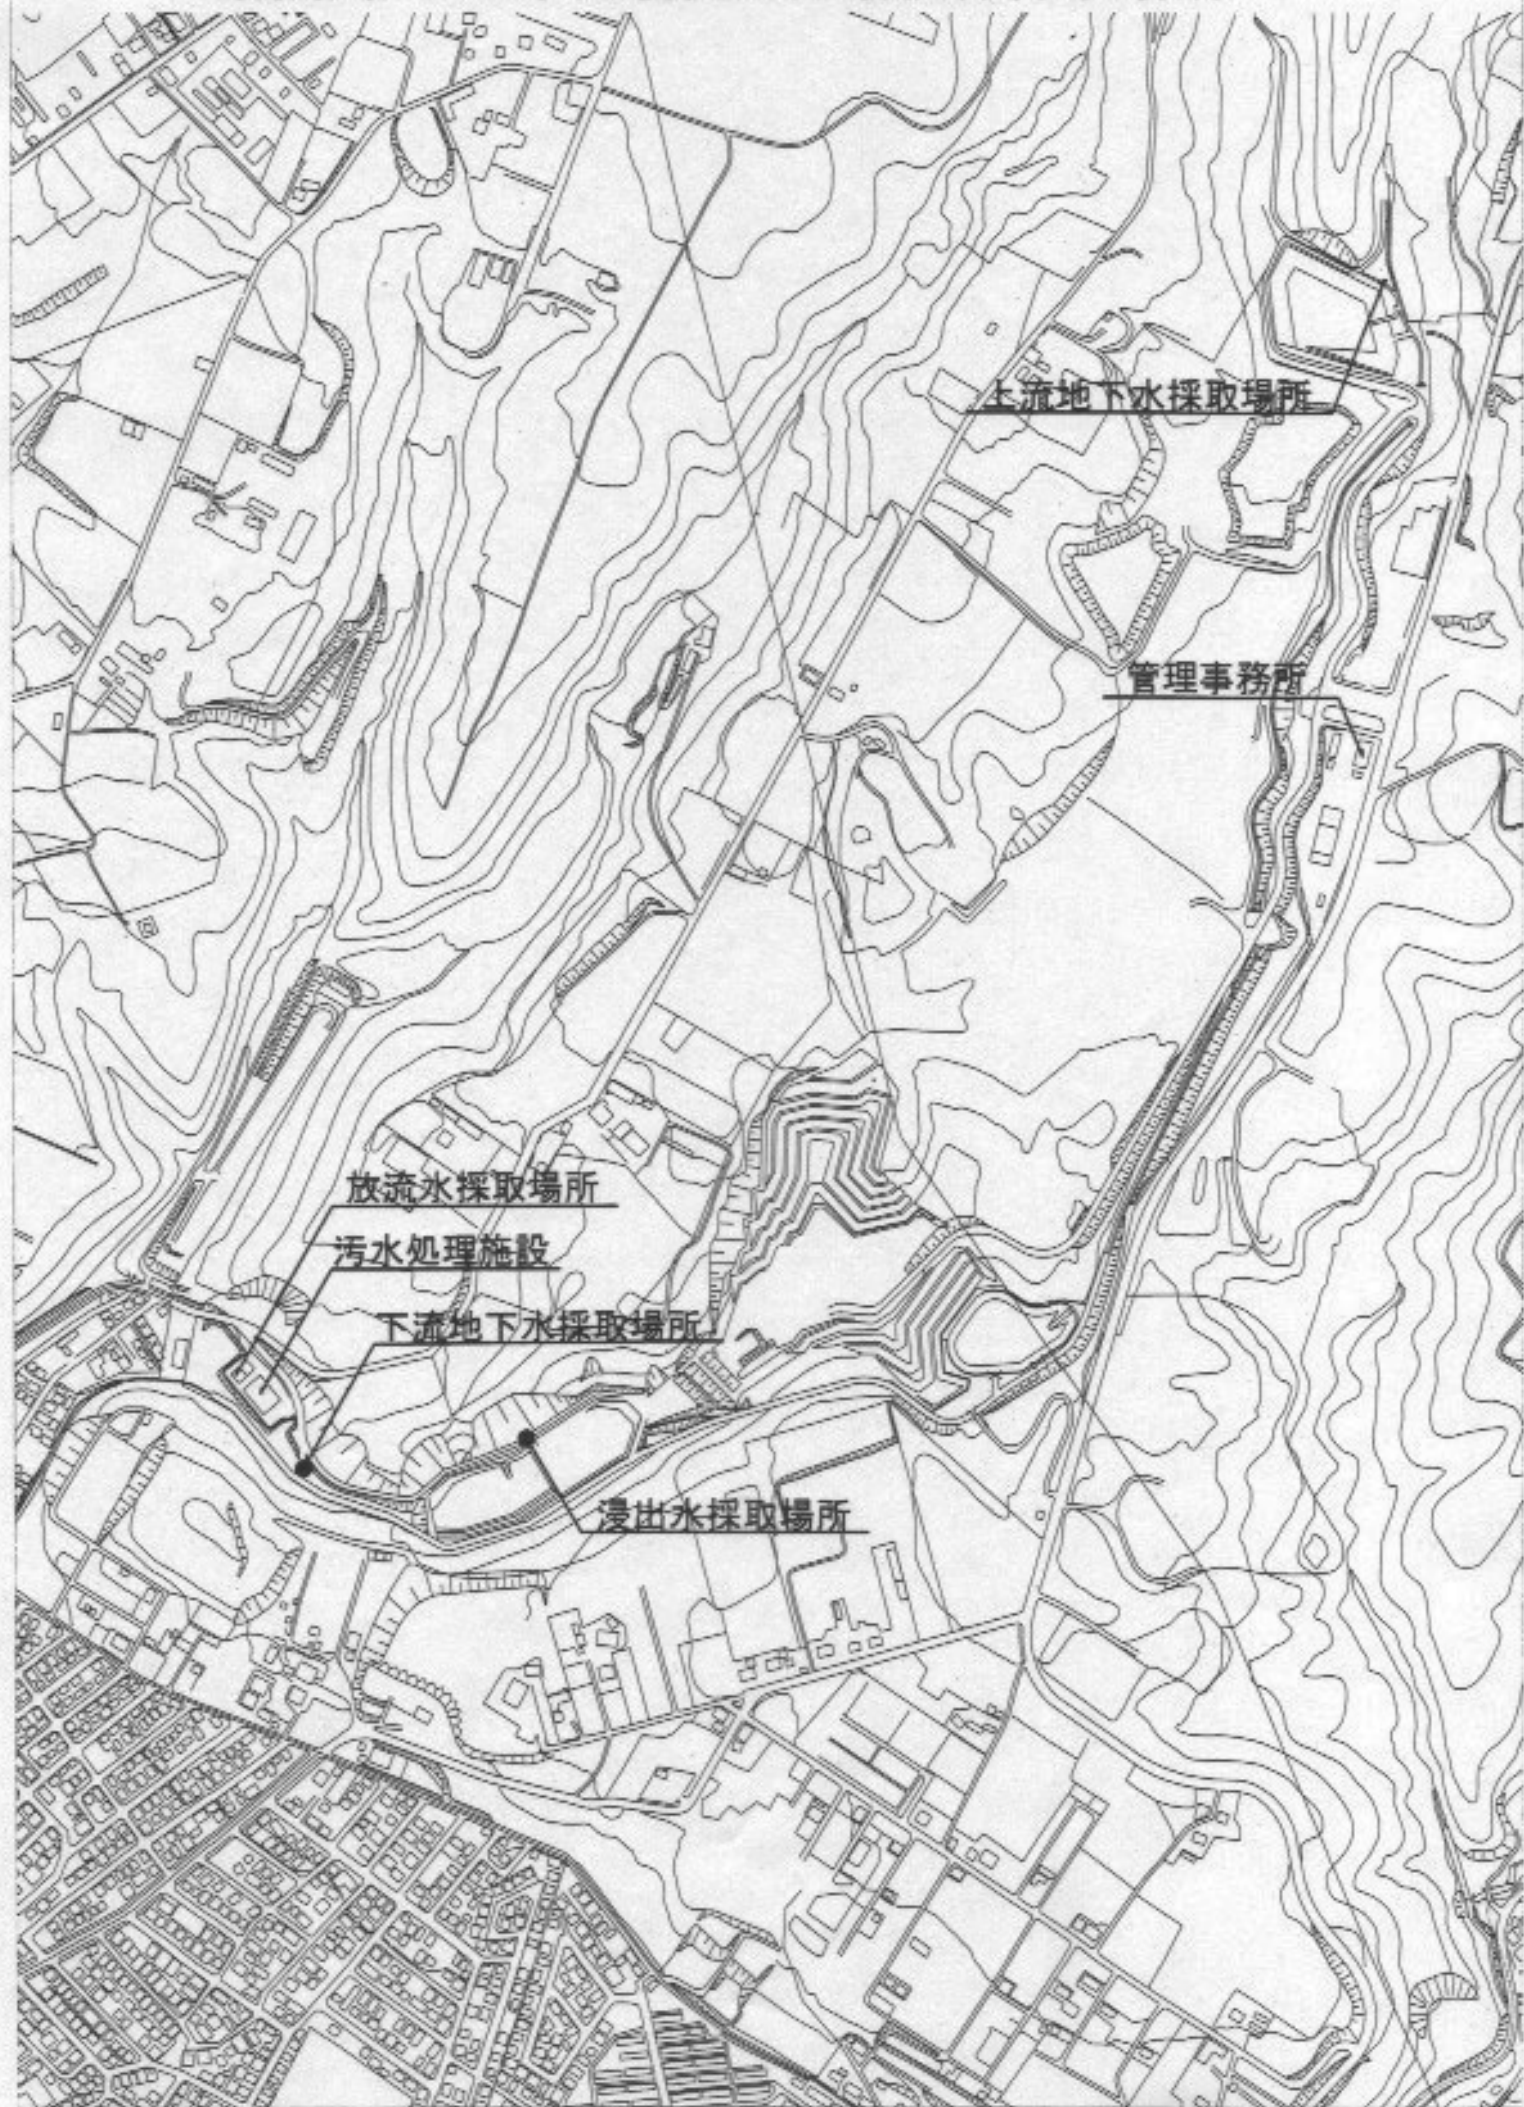 上流地下水採取場所
管理事務所
放流水採取場所
汚水処理施設
下流地下水採取場所
浸出水採取場所